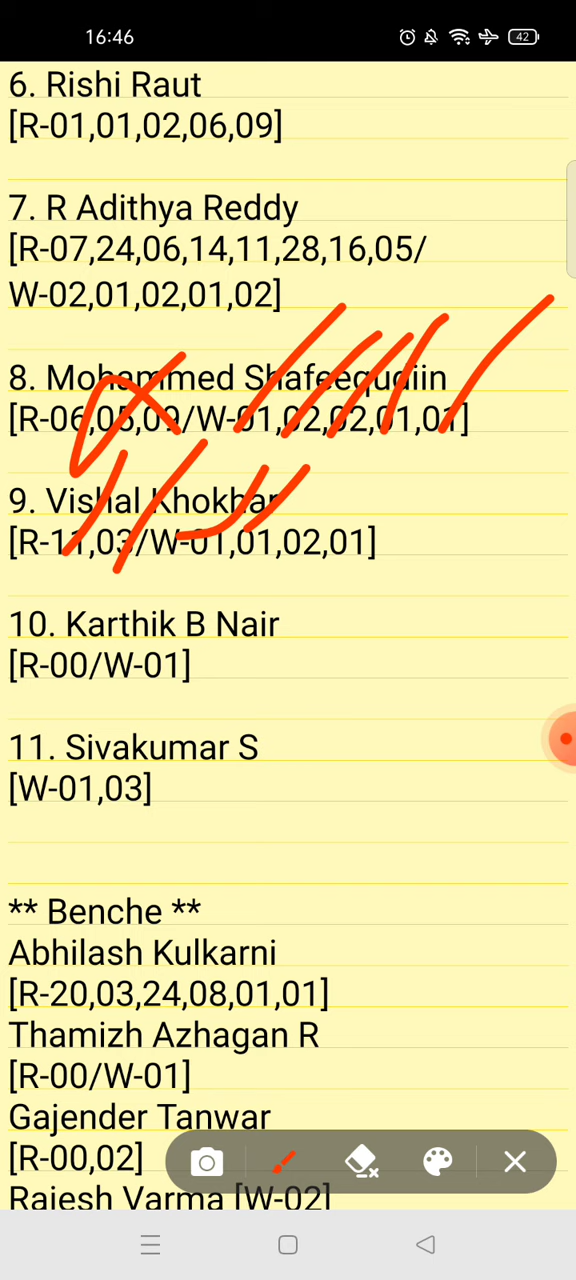 16:46
42
6. Rishi Raut
[R-01,01,02,06,09]
7. R Adithya Reddy
[R-07,24,06,14,11,28,16,05/
W-02,01,02,01,02]
8. Mohammed Shafeequdiin
[R-06,05,09/W-01,02,02,01,01]
9. Vishal Khokhar
[R-11,03/W-01,01,02,01]
10. Karthik B Nair
[R-00/W-01]
11. Sivakumar S
[W-01,03]
** Benche **
Abhilash Kulkarni
[R-20,03,24,08,01,01]
Thamizh Azhagan R
[R-00/W-01]
Gajender Tanwar
[R-00,02]
Rajesh Varma [W-02]